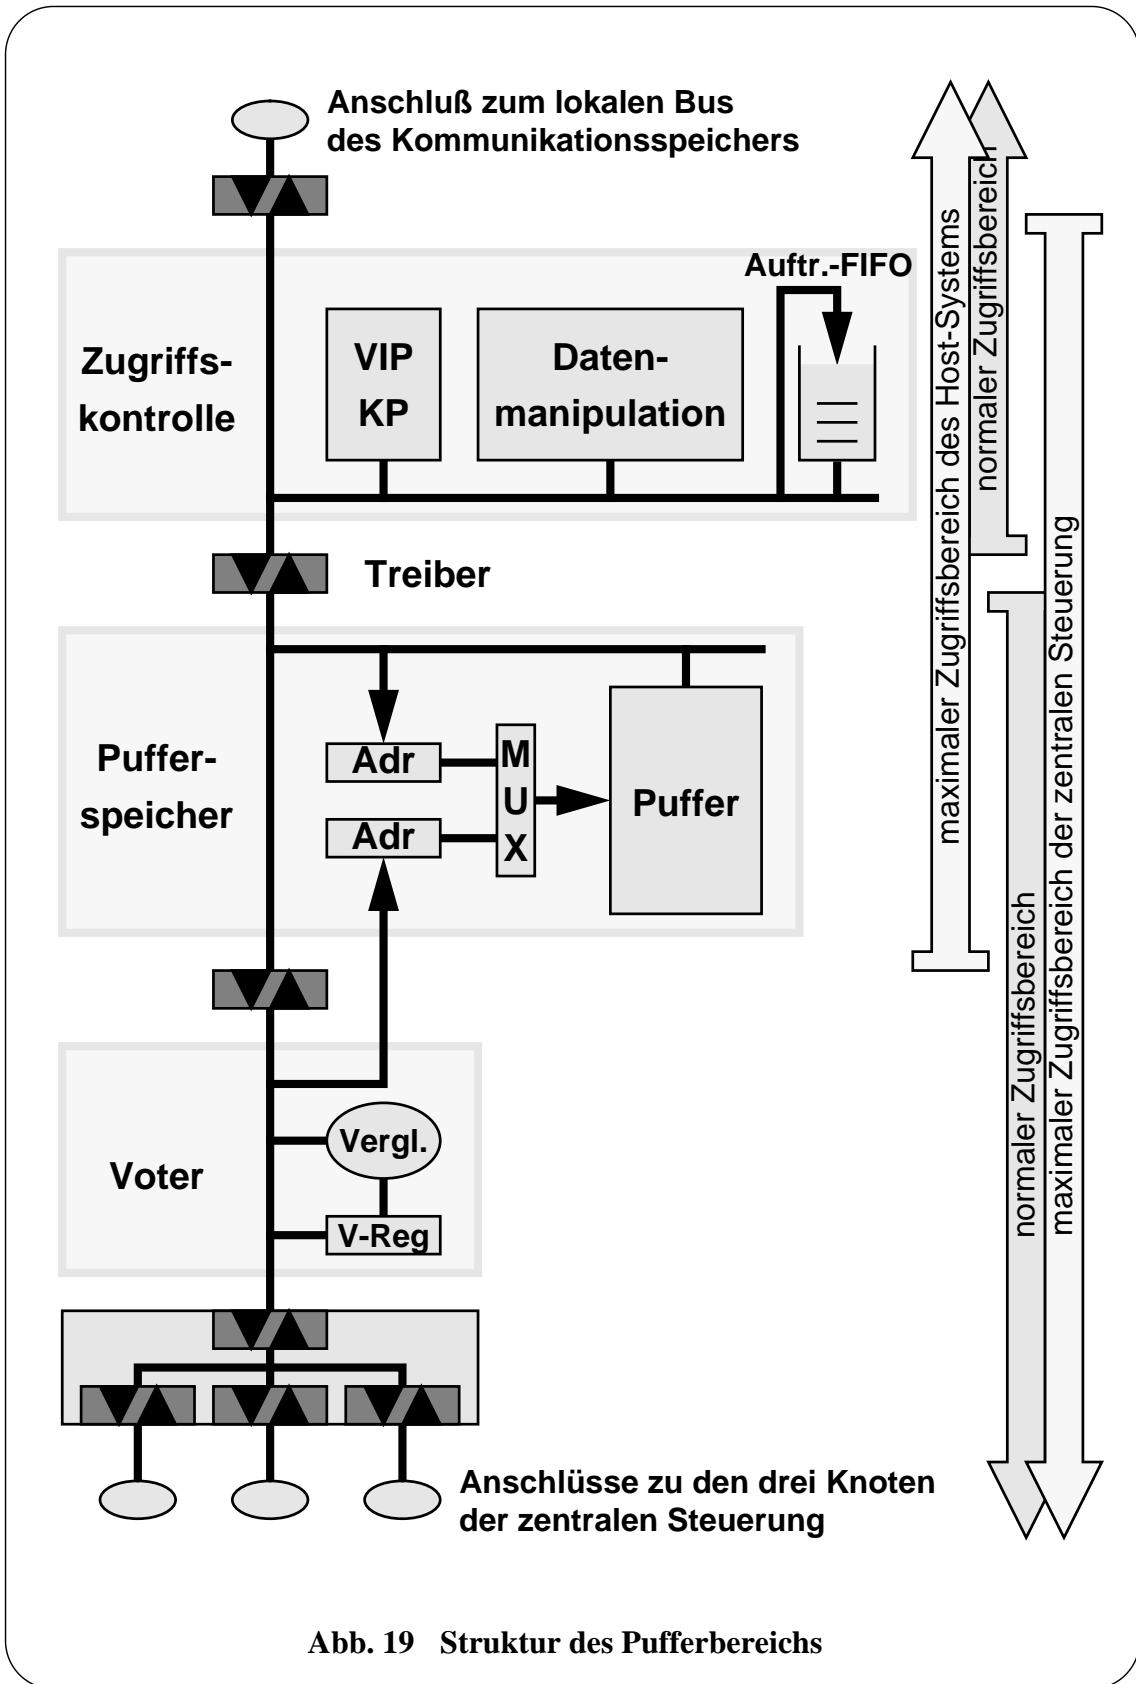 Anschluß zum lokalen Bus
des Kommunikationsspeichers
Auftr.-FIFO
Zugriffs-
kontrolle
VIP
KP
Daten-
manipulation
Treiber
Puffer-
speicher
Adr
Adr
M
U
X
Puffer
Voter
Vergl.
V-Reg
Anschlüsse zu den drei Knoten
der zentralen Steuerung
maximaler Zugriffsbereich des Host-Systems
normaler Zugriffsbereich
normaler Zugriffsbereich
maximaler Zugriffsbereich der zentralen Steuerung
Abb. 19 Struktur des Pufferbereichs